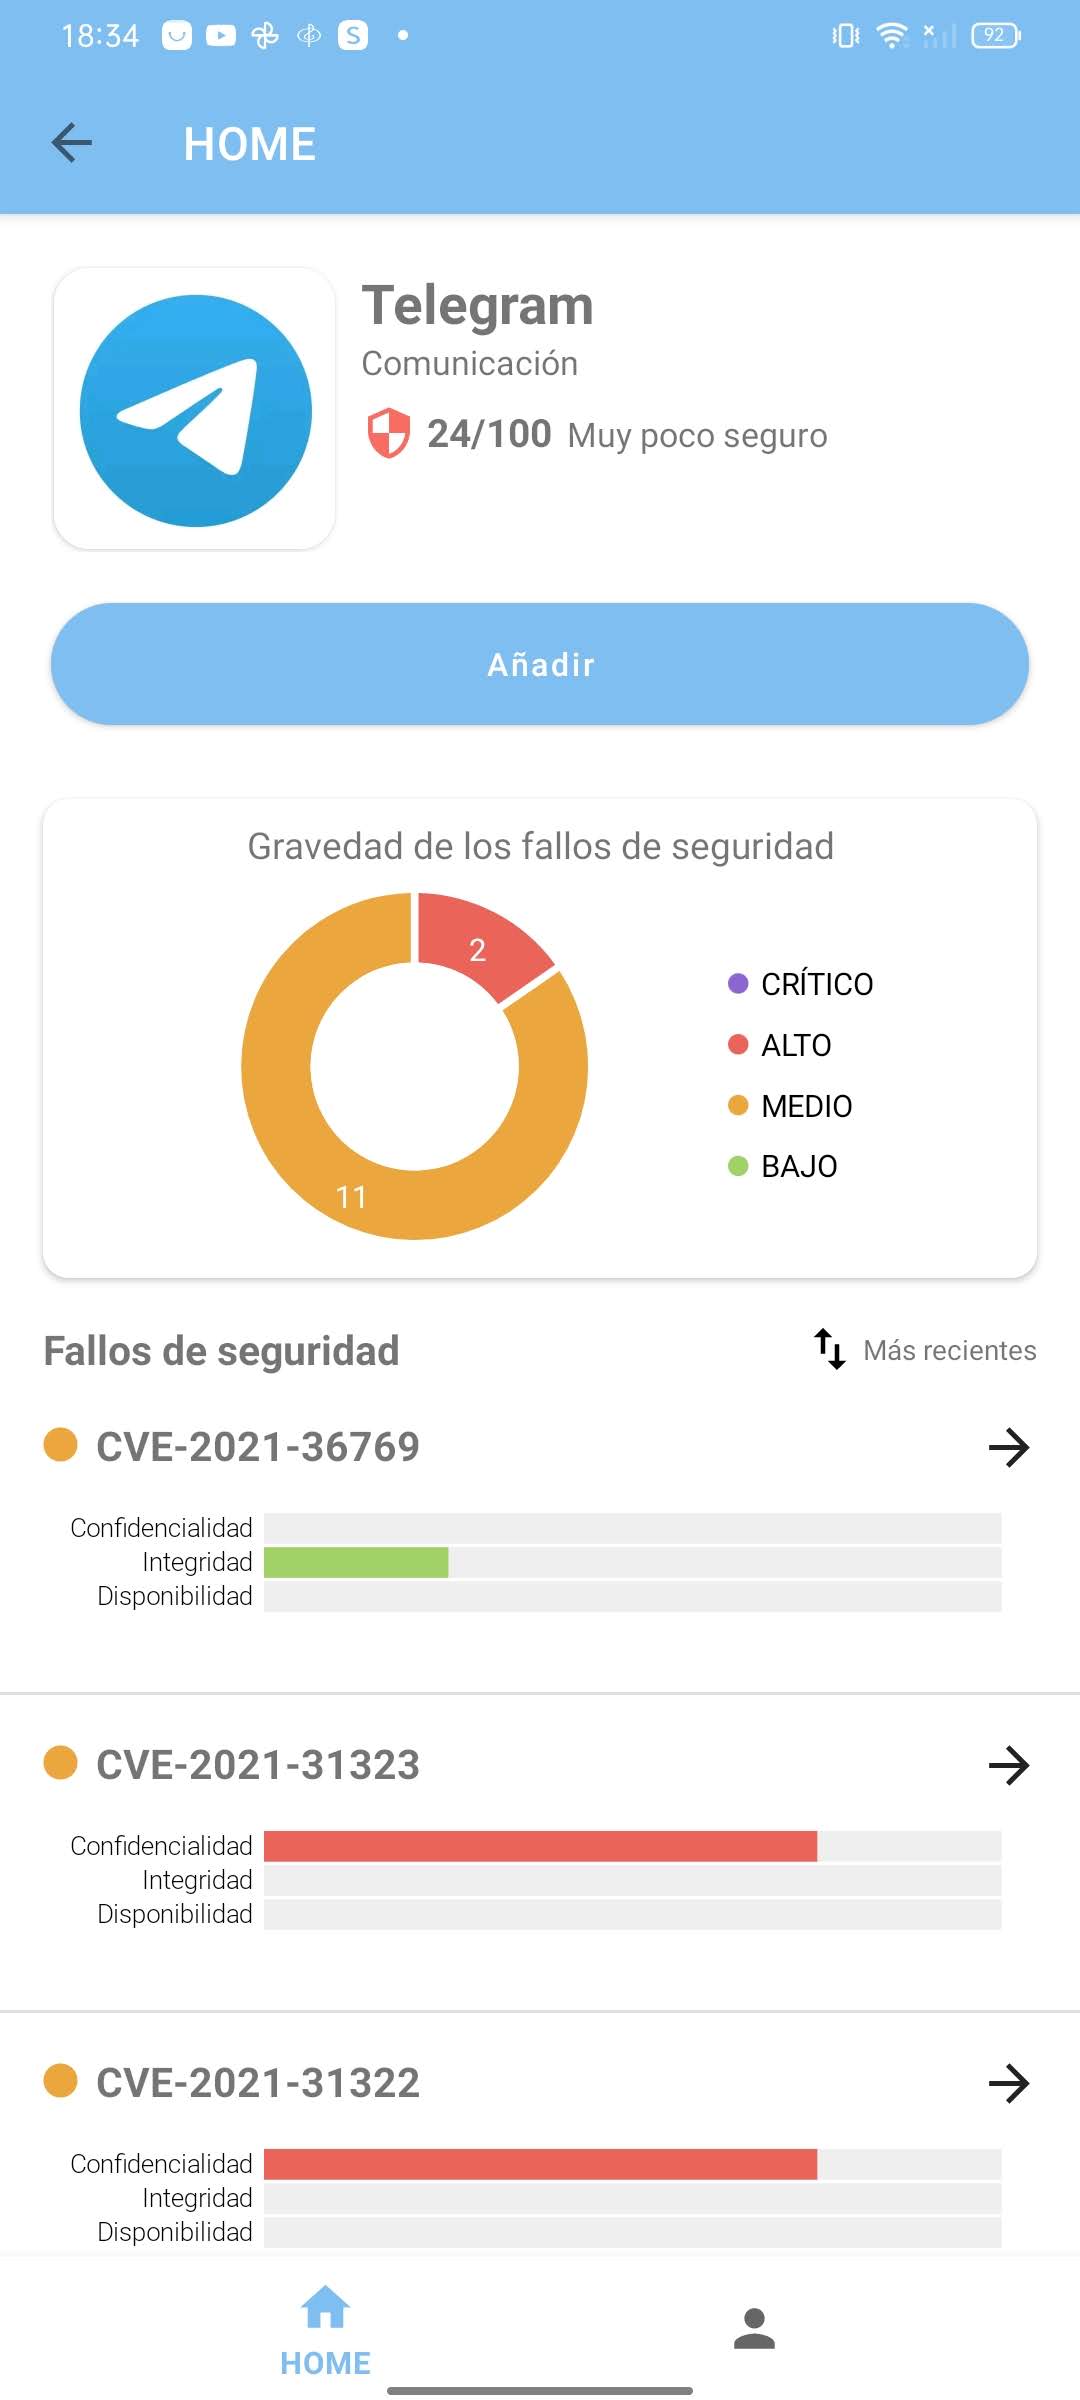 18:34
S
92
HOME
Telegram
Comunicación
24/100 Muy poco seguro
Añadir
Gravedad de los fallos de seguridad
2
11
CRÍTICO
ALTO
MEDIO
BAJO
Fallos de seguridad
Más recientes
CVE-2021-36769
Confidencialidad
Integridad
Disponibilidad
CVE-2021-31323
Confidencialidad
Integridad
Disponibilidad
CVE-2021-31322
Confidencialidad
Integridad
Disponibilidad
HOME